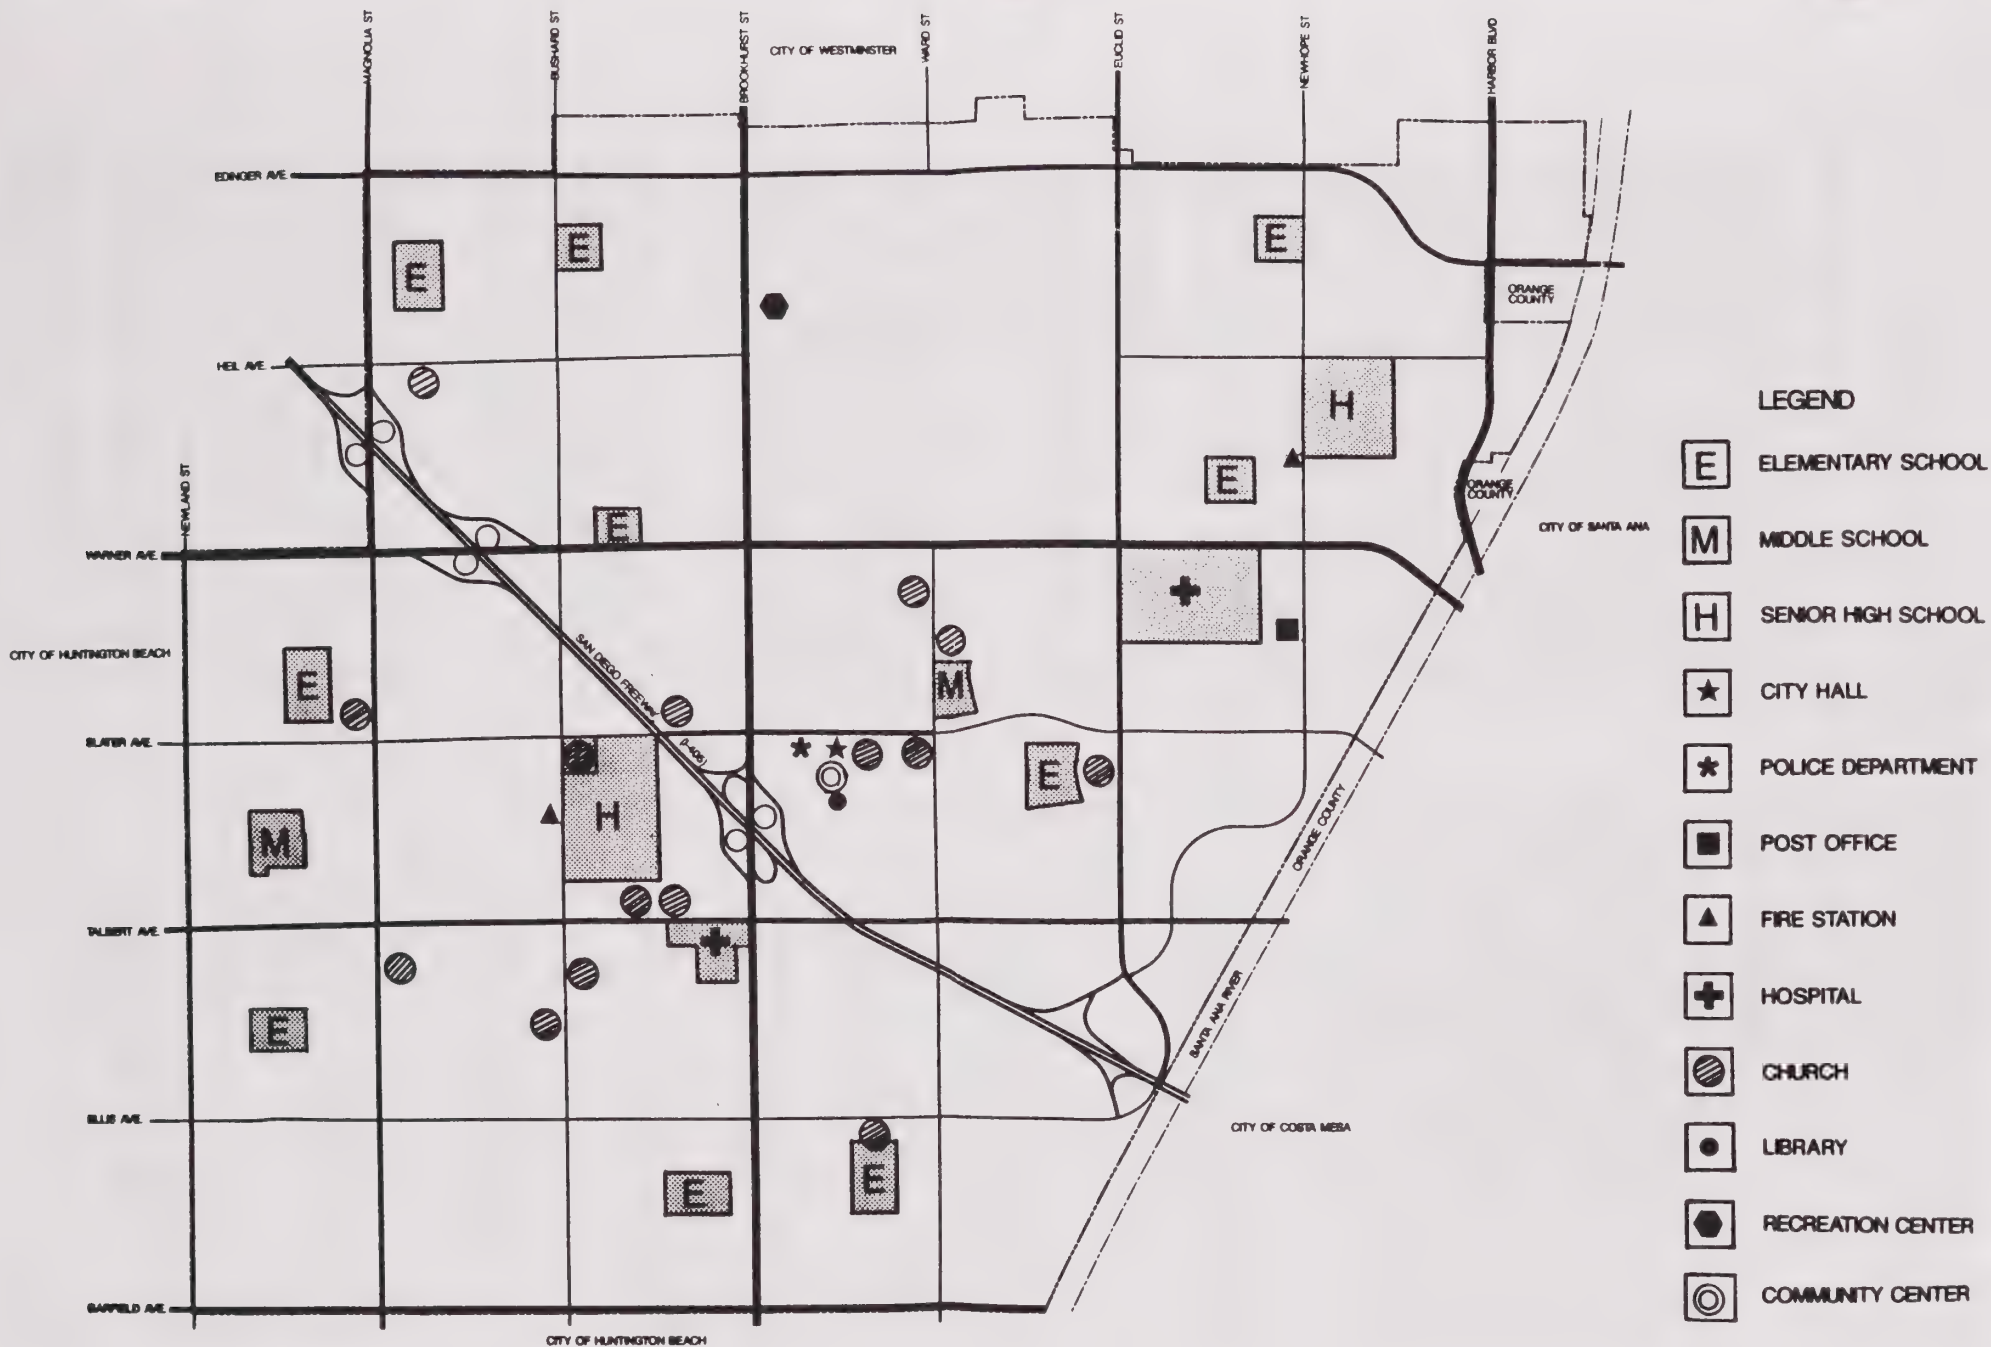 MAGNOLIA ST
BUSHARD ST
BROOKHURST ST
CITY OF WESTMINSTER
WARD ST
EUCLID ST
NEWHOPE ST
HARBOR BLVD
EDINGER AVE.
E
E
E
ORANGE
COUNTY
HEIL AVE.
H
E
ORANGE
COUNTY
NEWLAND ST
E
WARNER AVE.
CITY OF SANTA ANA
CITY OF HUNTINGTON BEACH
E
SAN DIEGO FREEWAY
(I-405)
M
SLATER AVE.
E
H
M
ORANGE COUNTY
TALBERT AVE.
E
SANTA ANA RIVER
ELLIS AVE.
CITY OF COSTA MESA
E
E
GARFIELD AVE.
CITY OF HUNTINGTON BEACH
LEGEND
E ELEMENTARY SCHOOL
M MIDDLE SCHOOL
H SENIOR HIGH SCHOOL
CITY HALL
POLICE DEPARTMENT
POST OFFICE
FIRE STATION
HOSPITAL
CHURCH
LIBRARY
RECREATION CENTER
COMMUNITY CENTER